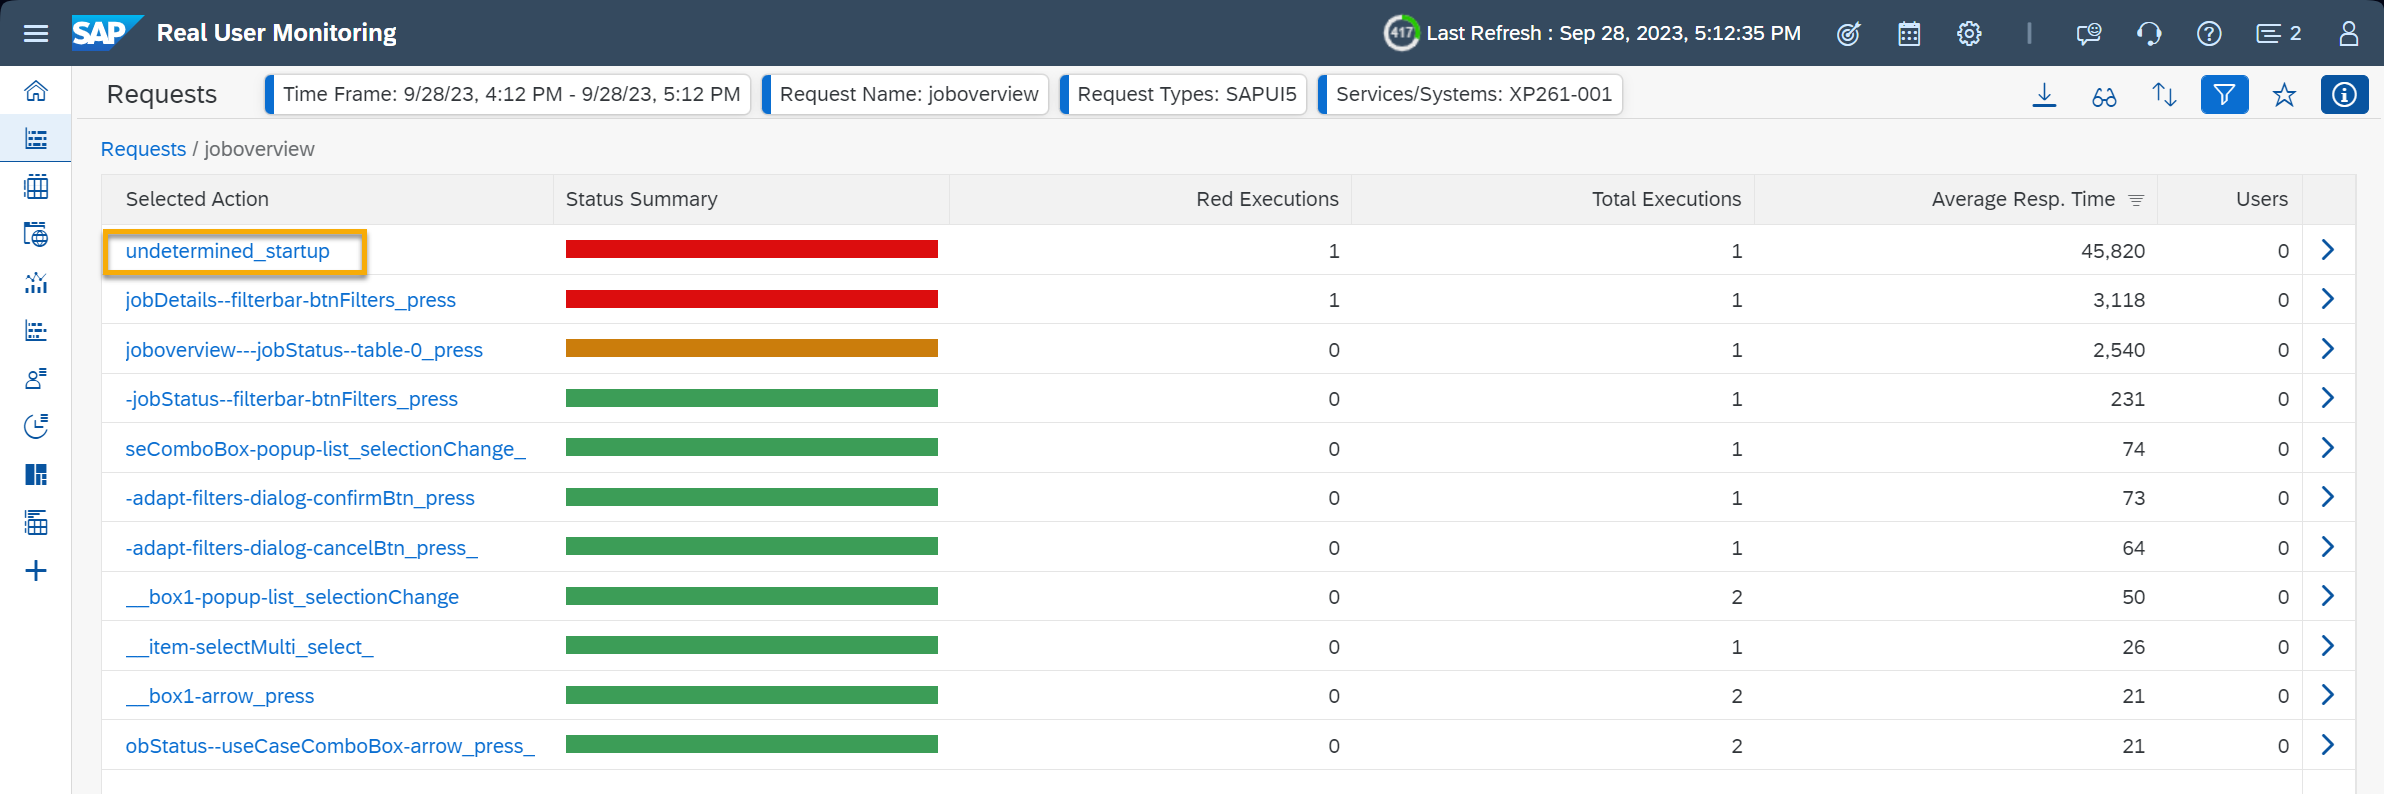 SAP Real User Monitoring 417 Last Refresh : Sep 28, 2023, 5:12:35 PM 2
Requests Time Frame: 9/28/23, 4:12 PM - 9/28/23, 5:12 PM Request Name: joboverview Request Types: SAPUI5 Services/Systems: XP261-001
Requests / joboverview
Selected Action Status Summary Red Executions Total Executions Average Resp. Time Users
undetermined_startup 1 1 45,820 0
jobDetails--filterbar-btnFilters_press 1 1 3,118 0
joboverview---jobStatus--table-0_press 0 1 2,540 0
-jobStatus--filterbar-btnFilters_press 0 1 231 0
seComboBox-popup-list_selectionChange_ 0 1 74 0
-adapt-filters-dialog-confirmBtn_press 0 1 73 0
-adapt-filters-dialog-cancelBtn_press_ 0 1 64 0
__box1-popup-list_selectionChange 0 2 50 0
__item-selectMulti_select_ 0 1 26 0
__box1-arrow_press 0 2 21 0
obStatus--useCaseComboBox-arrow_press_ 0 2 21 0